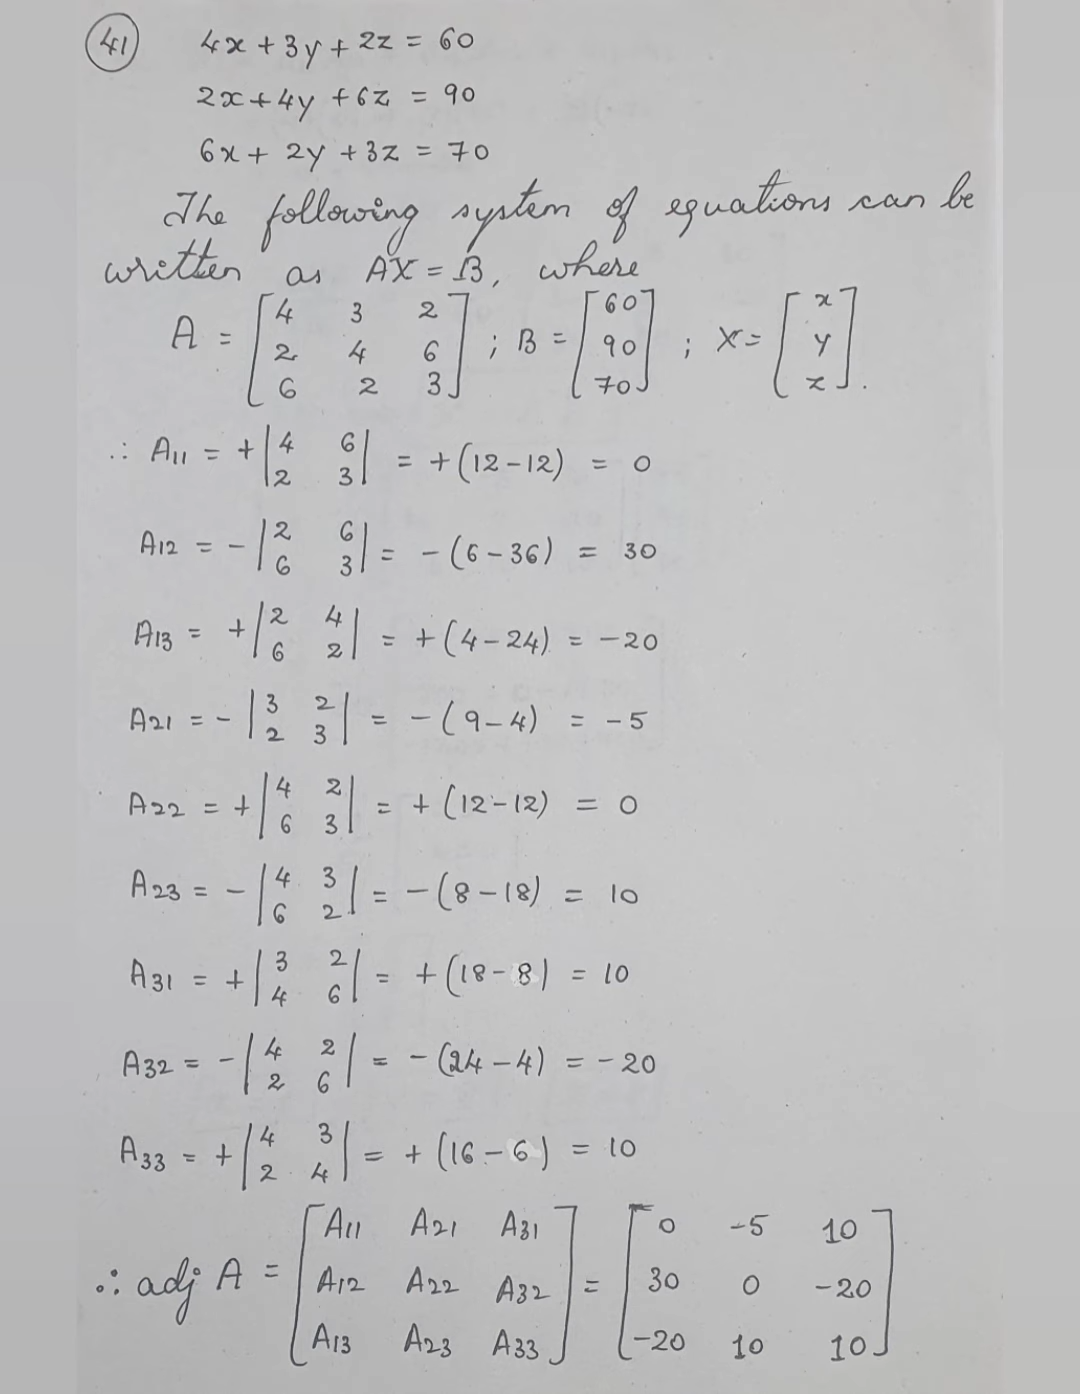 41 4x + 3y + 2z = 60
2x + 4y + 6z = 90
6x + 2y + 3z = 70
The following system of equations can be
written as AX = B, where
A = [4 3 2; 2 4 6; 6 2 3] ; B = [60; 90; 70] ; X = [x; y; z].
∴ A11 = +|4 6; 2 3| = +(12-12) = 0
A12 = -|2 6; 6 3| = -(6-36) = 30
A13 = +|2 4; 6 2| = +(4-24) = -20
A21 = -|3 2; 2 3| = -(9-4) = -5
A22 = +|4 2; 6 3| = +(12-12) = 0
A23 = -|4 3; 6 2| = -(8-18) = 10
A31 = +|3 2; 4 6| = +(18-8) = 10
A32 = -|4 2; 2 6| = -(24-4) = -20
A33 = +|4 3; 2 4| = +(16-6) = 10
∴ adj A = [A11 A21 A31; A12 A22 A32; A13 A23 A33] = [0 -5 10; 30 0 -20; -20 10 10]